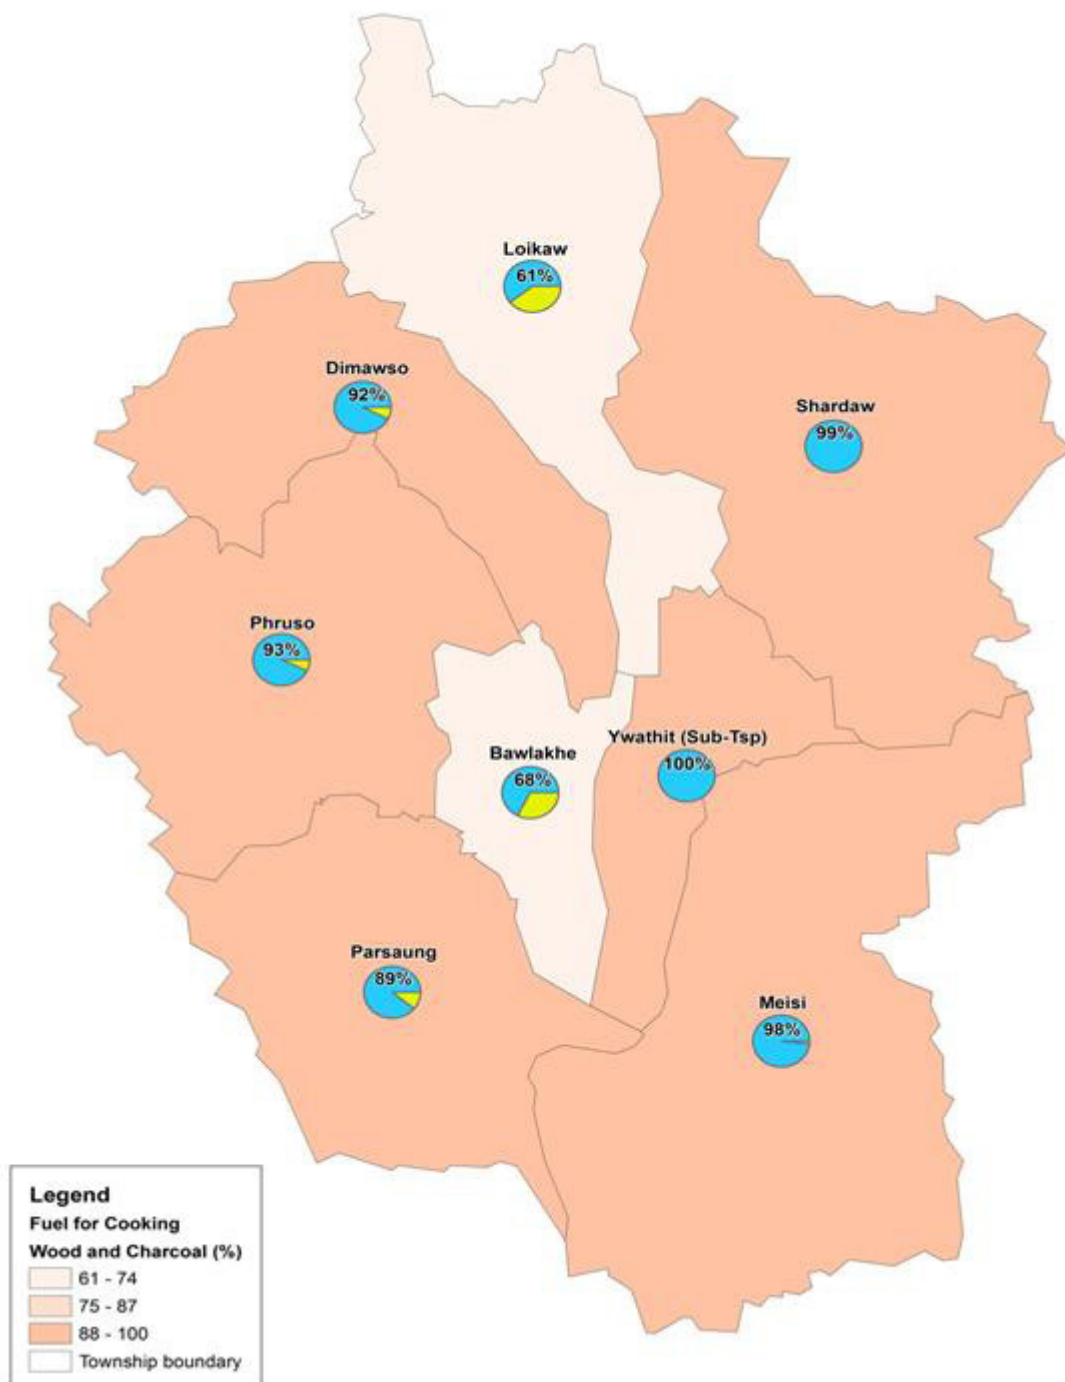 Loikaw
61%
Dimawso
92%
Shardaw
99%
Phruso
93%
Ywathit (Sub-Tsp)
100%
Bawlakhe
68%
Parsaung
89%
Meisi
98%
Legend
Fuel for Cooking
Wood and Charcoal (%)
61 - 74
75 - 87
88 - 100
Township boundary